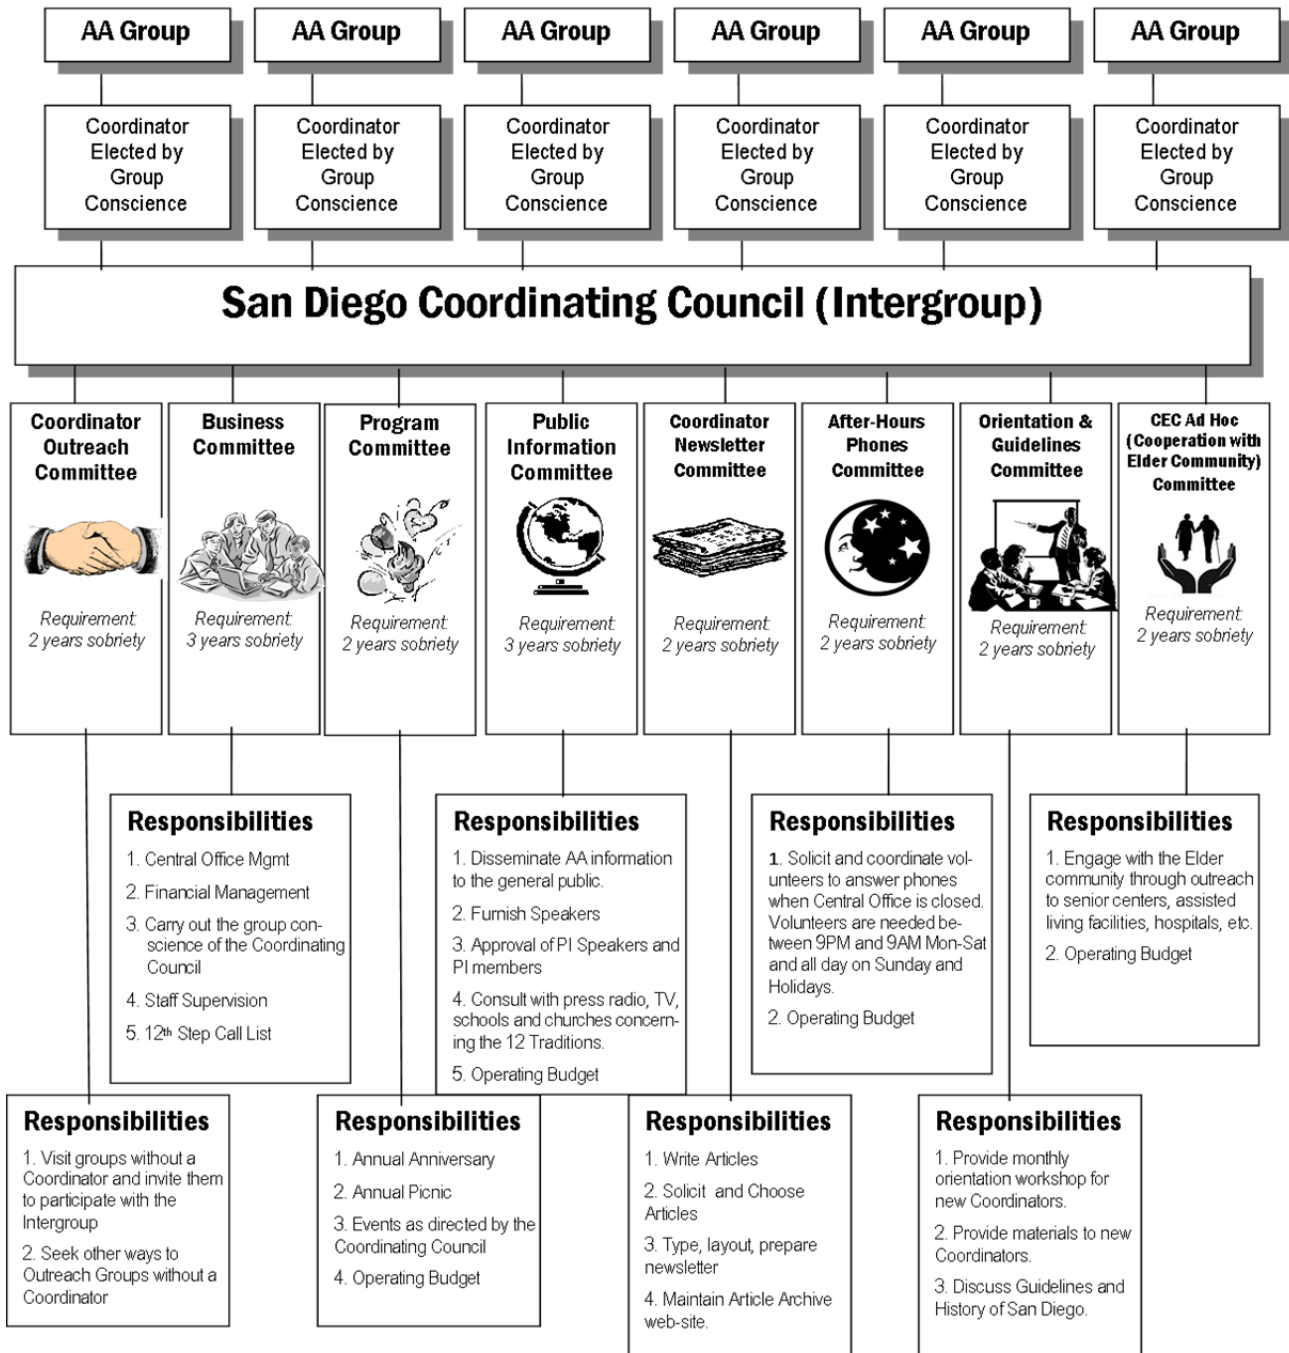 AA Group
AA Group
AA Group
AA Group
AA Group
AA Group
Coordinator
Elected by
Group
Conscience
Coordinator
Elected by
Group
Conscience
Coordinator
Elected by
Group
Conscience
Coordinator
Elected by
Group
Conscience
Coordinator
Elected by
Group
Conscience
Coordinator
Elected by
Group
Conscience
San Diego Coordinating Council (Intergroup)
Coordinator
Outreach
Committee
Requirement:
2 years sobriety
Business
Committee
Requirement:
3 years sobriety
Program
Committee
Requirement:
2 years sobriety
Public
Information
Committee
Requirement:
3 years sobriety
Coordinator
Newsletter
Committee
Requirement:
2 years sobriety
After-Hours
Phones
Committee
Requirement:
2 years sobriety
Orientation &
Guidelines
Committee
Requirement:
2 years sobriety
CEC Ad Hoc
(Cooperation with
Elder Community)
Committee
Requirement:
2 years sobriety
Responsibilities
1. Central Office Mgmt
2. Financial Management
3. Carry out the group con-
science of the Coordinating
Council
4. Staff Supervision
5. 12th Step Call List
Responsibilities
1. Disseminate AA information
to the general public.
2. Furnish Speakers
3. Approval of PI Speakers and
PI members
4. Consult with press radio, TV,
schools and churches concern-
ing the 12 Traditions.
5. Operating Budget
Responsibilities
1. Solicit and coordinate vol-
unteers to answer phones
when Central Office is closed.
Volunteers are needed be-
tween 9PM and 9AM Mon-Sat
and all day on Sunday and
Holidays.
2. Operating Budget
Responsibilities
1. Engage with the Elder
community through outreach
to senior centers, assisted
living facilities, hospitals, etc.
2. Operating Budget
Responsibilities
1. Visit groups without a
Coordinator and invite them
to participate with the
Intergroup
2. Seek other ways to
Outreach Groups without a
Coordinator
Responsibilities
1. Annual Anniversary
2. Annual Picnic
3. Events as directed by the
Coordinating Council
4. Operating Budget
Responsibilities
1. Write Articles
2. Solicit and Choose
Articles
3. Type, layout, prepare
newsletter
4. Maintain Article Archive
web-site.
Responsibilities
1. Provide monthly
orientation workshop for
new Coordinators.
2. Provide materials to new
Coordinators.
3. Discuss Guidelines and
History of San Diego.